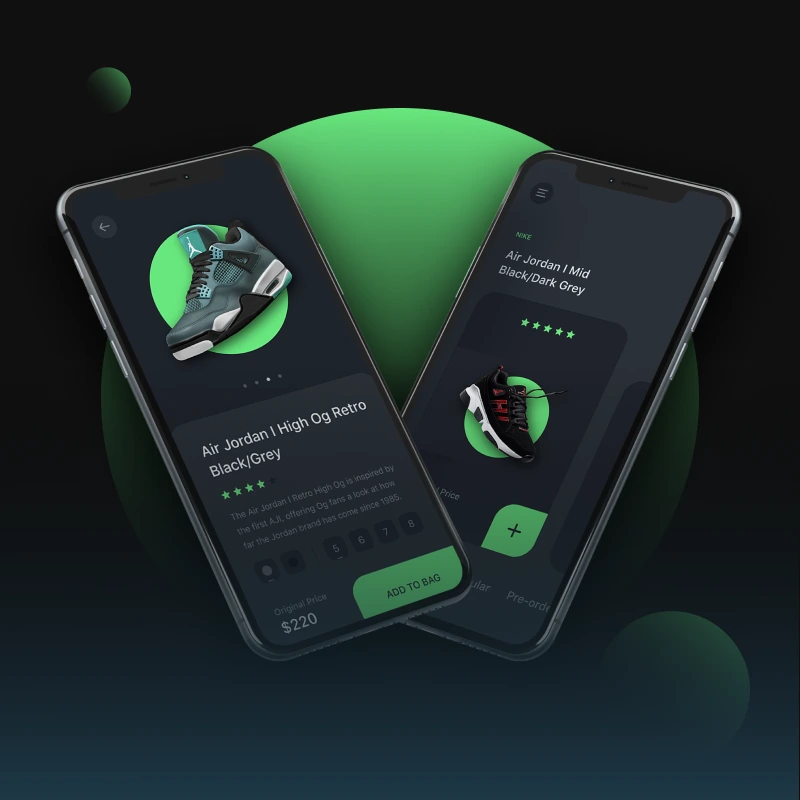 Air Jordan I High Og Retro
Black/Grey
The Air Jordan I Retro High Og is inspired by
the first AJI, offering Og fans a look at how
far the Jordan brand has come since 1985.
5 6 7 8
Original Price
$220
ADD TO BAG
NIKE
Air Jordan I Mid
Black/Dark Grey
l Price
+
ular
Pre-orde